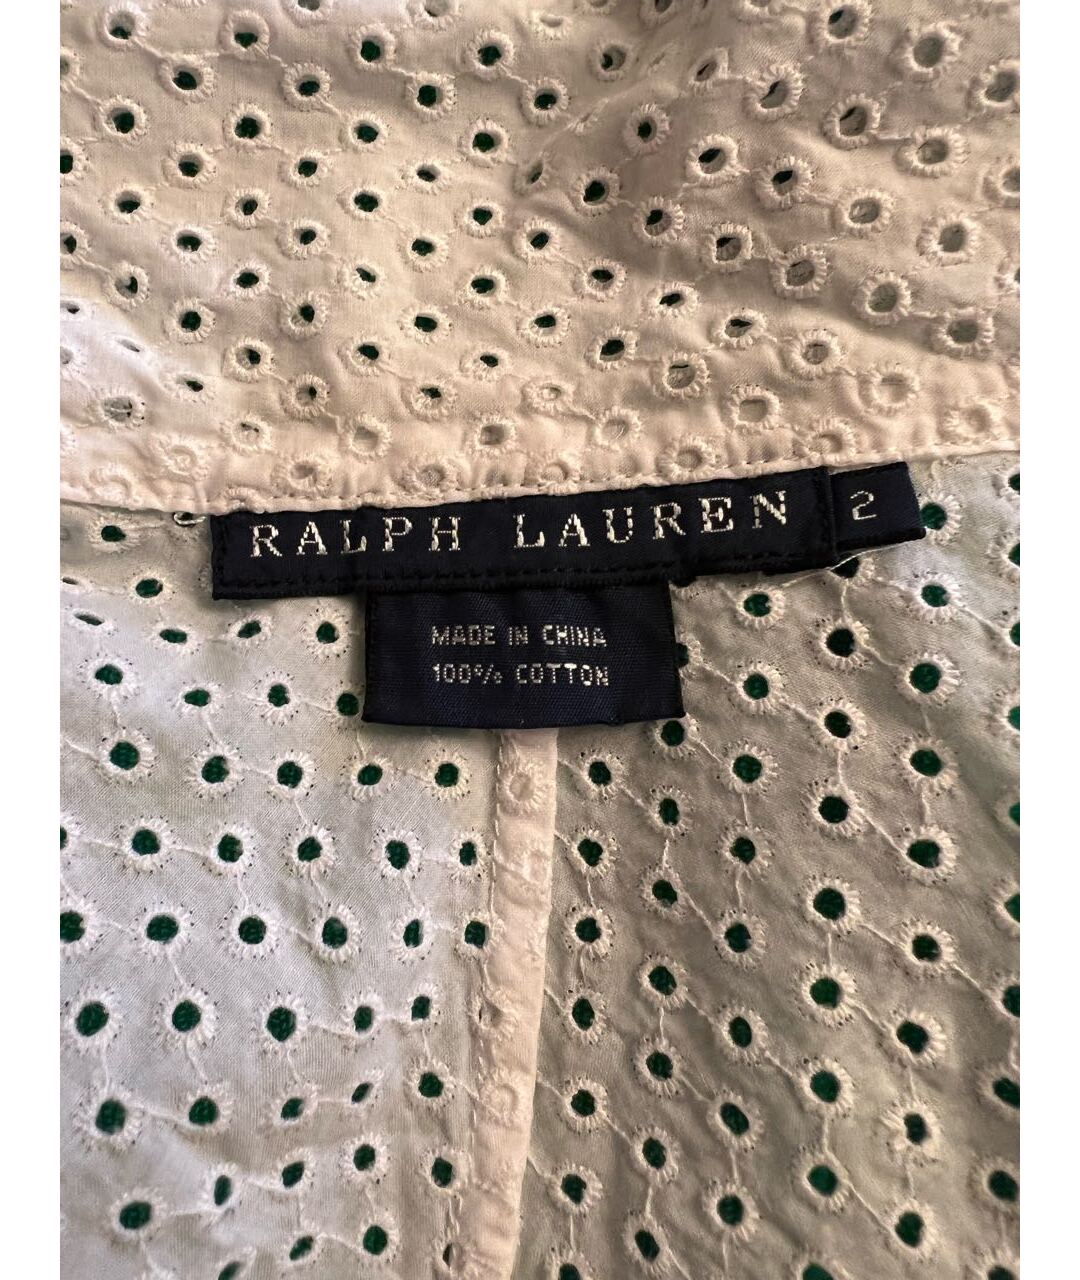 RALPH LAUREN 2
MADE IN CHINA
100% COTTON